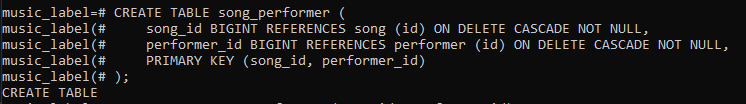 music_label=# CREATE TABLE song_performer (
music_label(#     song_id BIGINT REFERENCES song (id) ON DELETE CASCADE NOT NULL,
music_label(#     performer_id BIGINT REFERENCES performer (id) ON DELETE CASCADE NOT NULL,
music_label(#     PRIMARY KEY (song_id, performer_id)
music_label(# );
CREATE TABLE